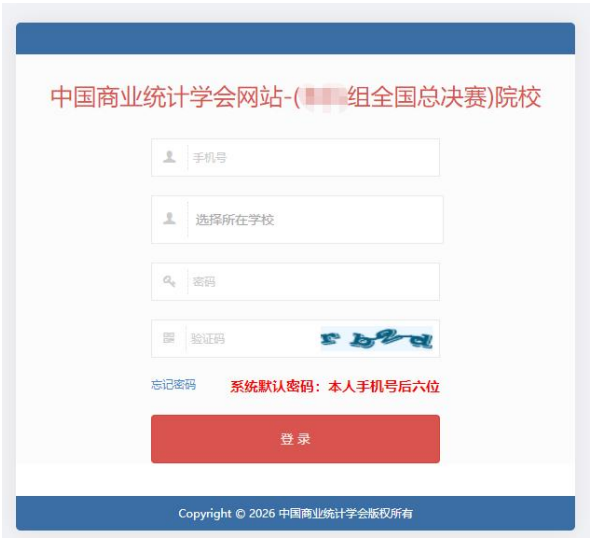 中国商业统计学会网站-(组全国总决赛)院校
手机号
选择所在学校
密码
验证码 rb2d
忘记密码 系统默认密码：本人手机号后六位
登 录
Copyright © 2026 中国商业统计学会版权所有